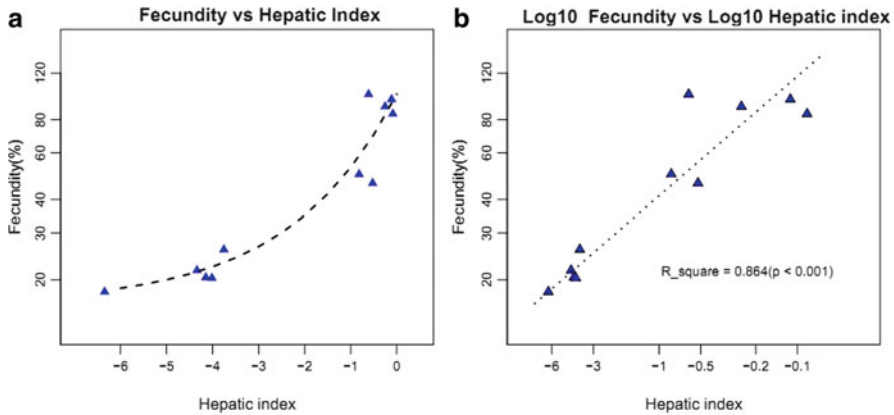 a
Fecundity vs Hepatic Index
Fecundity(%)
120
80
60
40
30
20
−6
−5
−4
−3
−2
−1
0
Hepatic index
b
Log10 Fecundity vs Log10 Hepatic index
Fecundity(%)
120
80
60
40
30
20
R_square = 0.864(p < 0.001)
−6
−3
−1
−0.5
−0.2
−0.1
Hepatic index